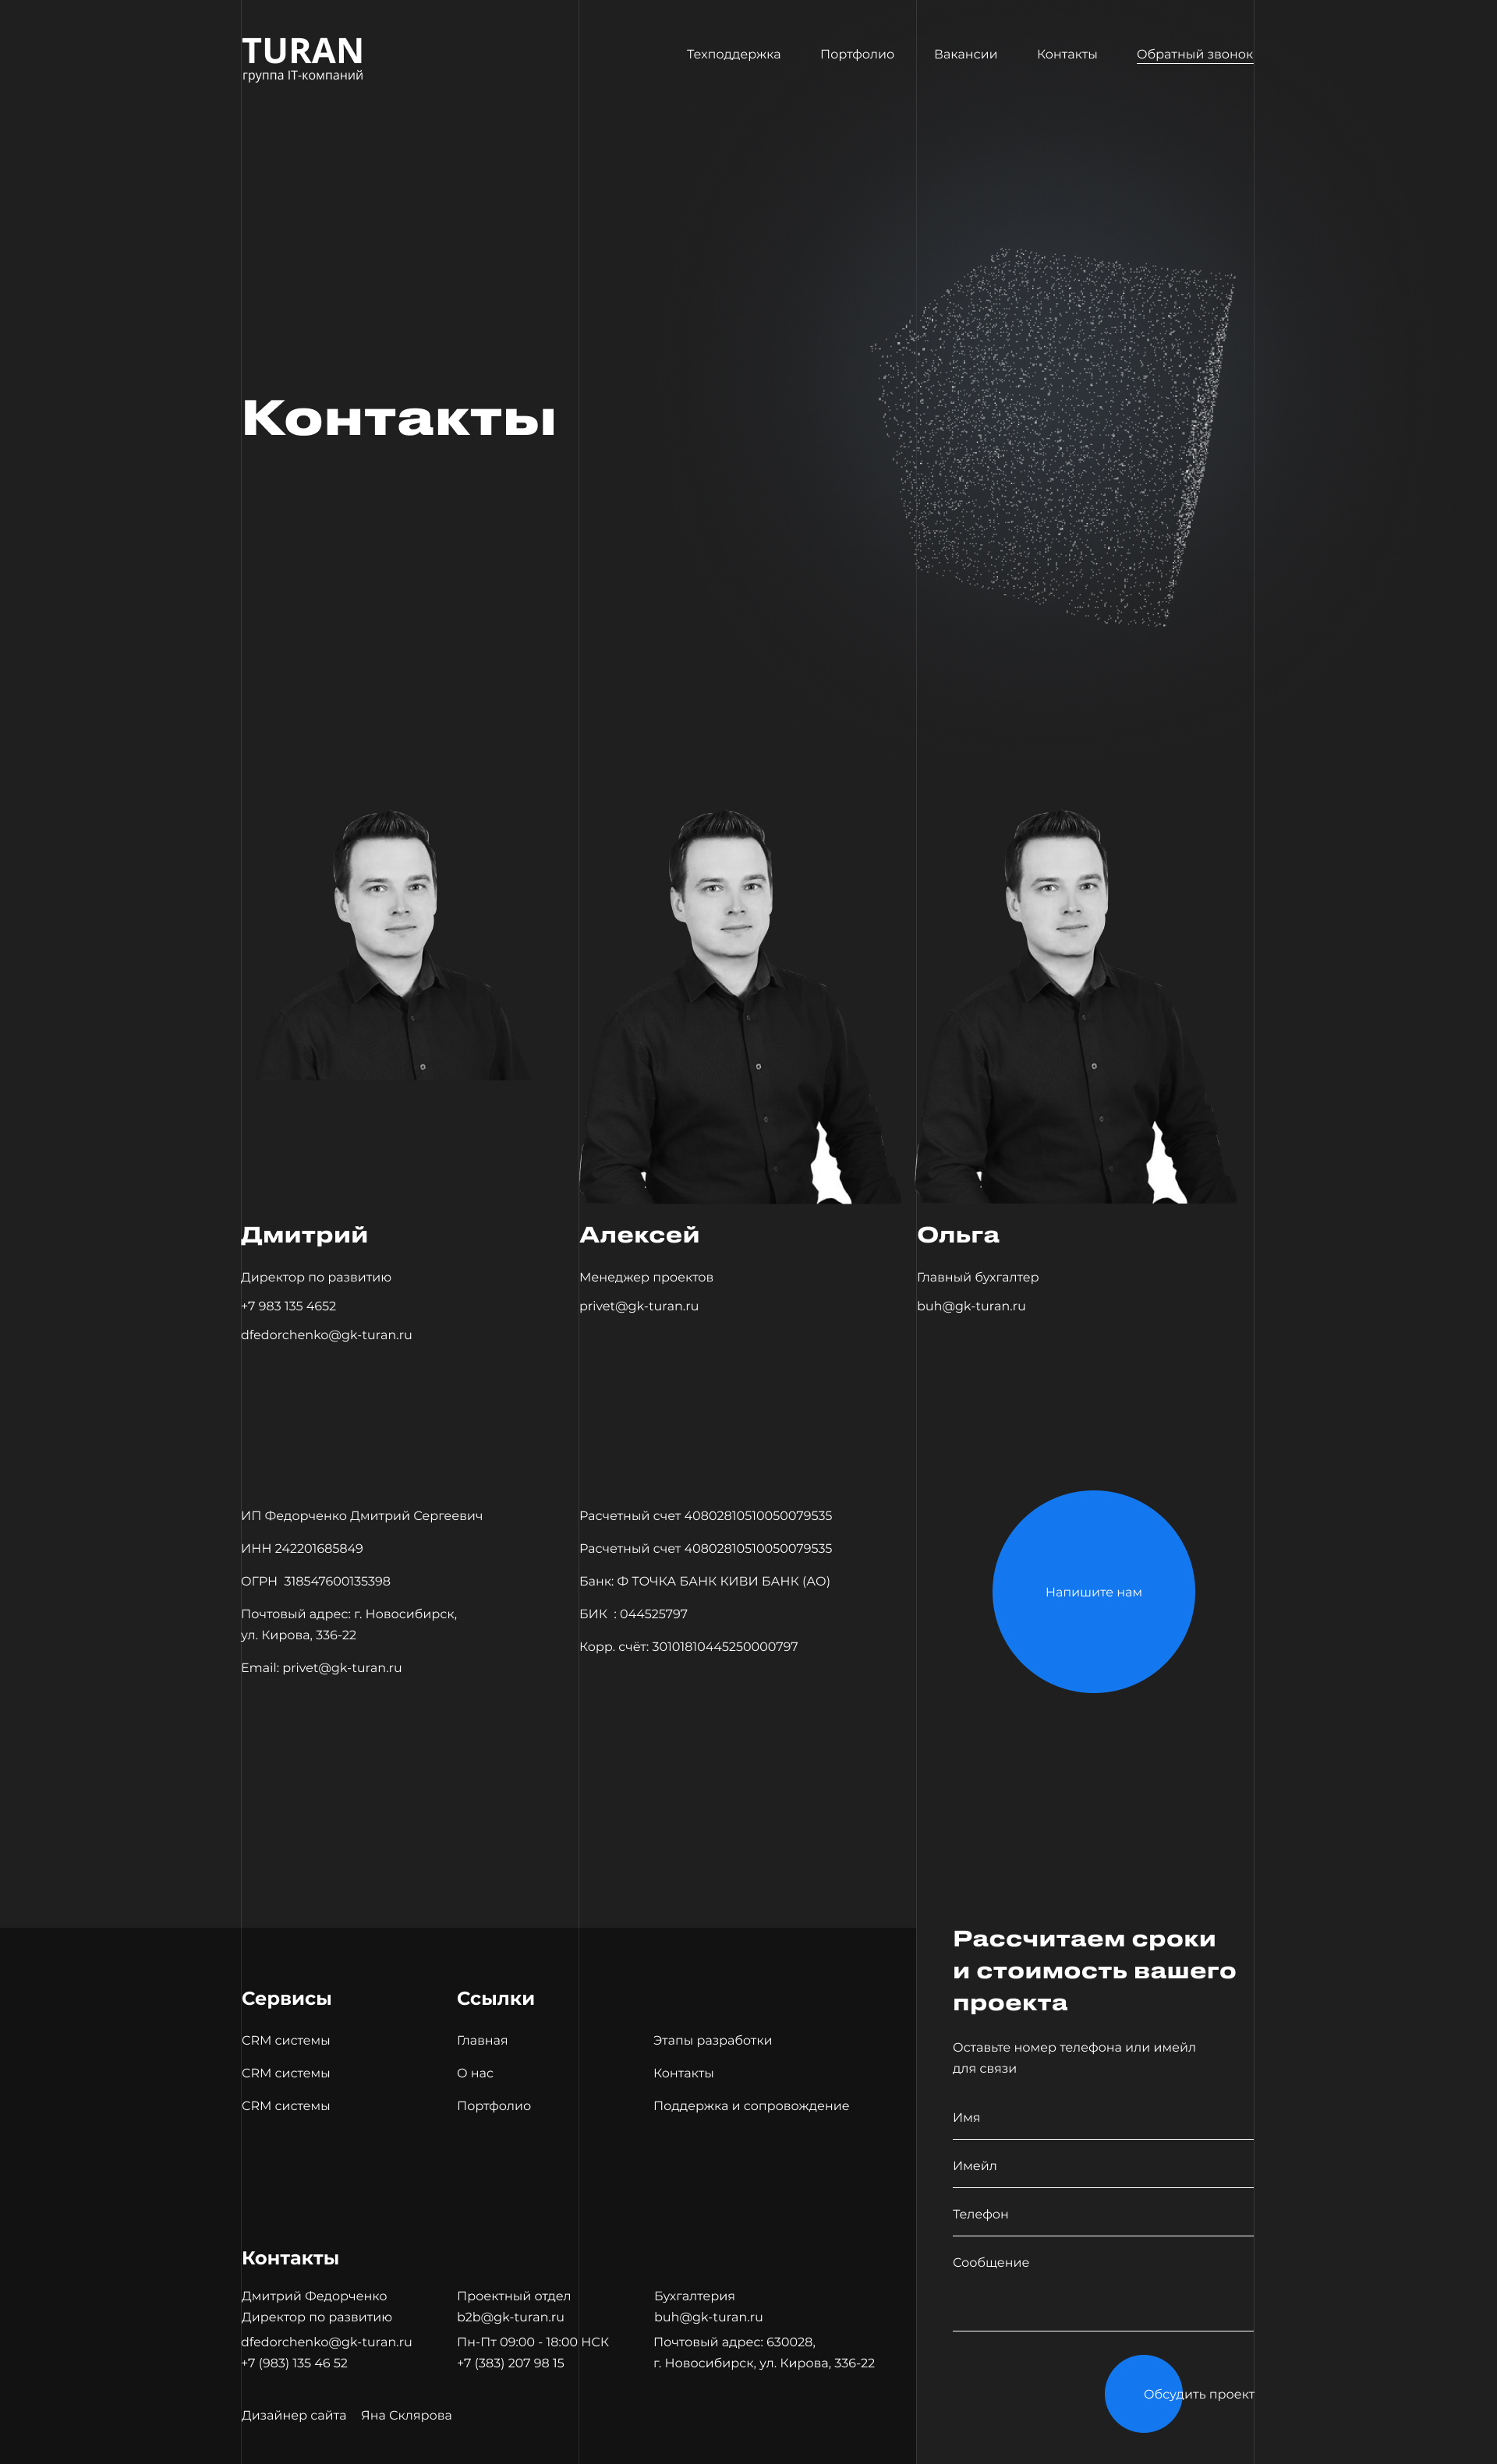 TURAN
группа IT-компаний
Техподдержка
Портфолио
Вакансии
Контакты
Обратный звонок
Контакты
Дмитрий
Директор по развитию
+7 983 135 4652
dfedorchenko@gk-turan.ru
Алексей
Менеджер проектов
privet@gk-turan.ru
Ольга
Главный бухгалтер
buh@gk-turan.ru
ИП Федорченко Дмитрий Сергеевич
ИНН 242201685849
ОГРН  318547600135398
Почтовый адрес: г. Новосибирск,
ул. Кирова, 336-22
Email: privet@gk-turan.ru
Расчетный счет 40802810510050079535
Расчетный счет 40802810510050079535
Банк: Ф ТОЧКА БАНК КИВИ БАНК (АО)
БИК  : 044525797
Корр. счёт: 30101810445250000797
Напишите нам
Сервисы
CRM системы
CRM системы
CRM системы
Ссылки
Главная
О нас
Портфолио
Этапы разработки
Контакты
Поддержка и сопровождение
Контакты
Дмитрий Федорченко
Директор по развитию
dfedorchenko@gk-turan.ru
+7 (983) 135 46 52
Проектный отдел
b2b@gk-turan.ru
Пн-Пт 09:00 - 18:00 НСК
+7 (383) 207 98 15
Бухгалтерия
buh@gk-turan.ru
Почтовый адрес: 630028,
г. Новосибирск, ул. Кирова, 336-22
Дизайнер сайта
Яна Склярова
Рассчитаем сроки
и стоимость вашего
проекта
Оставьте номер телефона или имейл
для связи
Имя
Имейл
Телефон
Сообщение
Обсудить проект